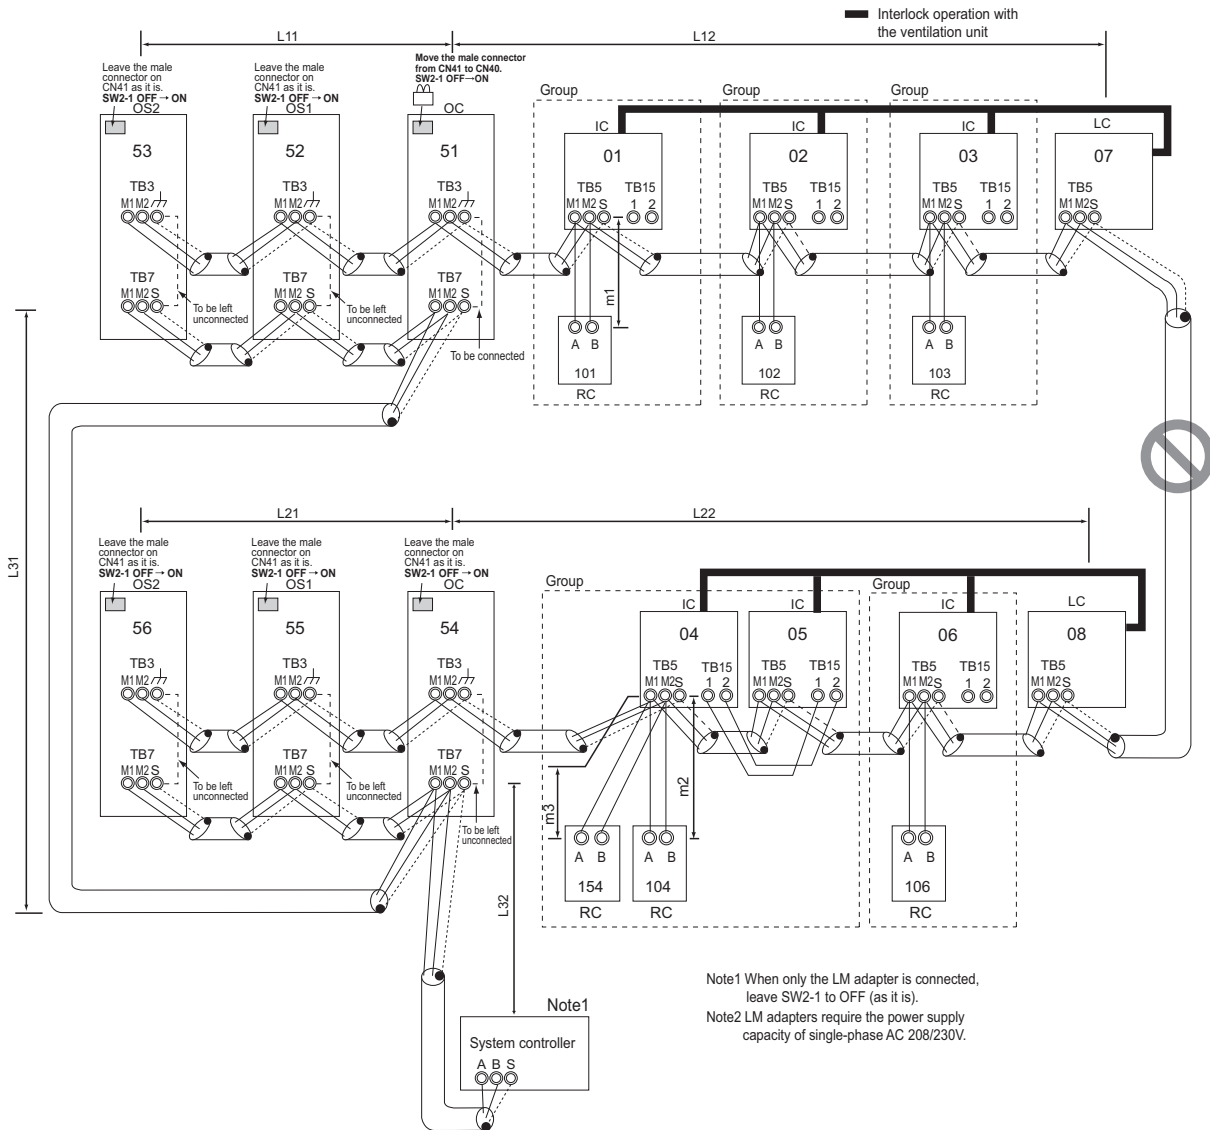 Interlock operation with
the ventilation unit
L11
L12
Leave the male
connector on
CN41 as it is.
SW2-1 OFF→ON
OS2
Leave the male
connector on
CN41 as it is.
SW2-1 OFF→ON
OS1
Move the male connector
from CN41 to CN40.
SW2-1 OFF→ON
OC
Group
Group
Group
IC
IC
IC
LC
53
52
51
01
02
03
07
TB3
TB3
TB3
TB5 TB15
TB5 TB15
TB5 TB15
TB5
M1 M2
M1 M2
M1 M2
M1 M2 S 1 2
M1 M2 S 1 2
M1 M2 S 1 2
M1 M2 S
TB7
TB7
TB7
M1 M2 S
M1 M2 S
M1 M2 S
To be left
unconnected
To be left
unconnected
To be connected
m1
A B
101
RC
A B
102
RC
A B
103
RC
L31
L21
L22
Leave the male
connector on
CN41 as it is.
SW2-1 OFF→ON
OS2
Leave the male
connector on
CN41 as it is.
SW2-1 OFF→ON
OS1
Leave the male
connector on
CN41 as it is.
SW2-1 OFF→ON
OC
Group
Group
IC
IC
IC
LC
56
55
54
04
05
06
08
TB3
TB3
TB3
TB5 TB15
TB5 TB15
TB5 TB15
TB5
M1 M2
M1 M2
M1 M2
M1 M2 S 1 2
M1 M2 S 1 2
M1 M2 S 1 2
M1 M2 S
TB7
TB7
TB7
M1 M2 S
M1 M2 S
M1 M2 S
To be left
unconnected
To be left
unconnected
To be left
unconnected
m3
m2
A B
154
RC
A B
104
RC
A B
106
RC
L32
Note1
System controller
A B S
Note1 When only the LM adapter is connected,
leave SW2-1 to OFF (as it is).
Note2 LM adapters require the power supply
capacity of single-phase AC 208/230V.